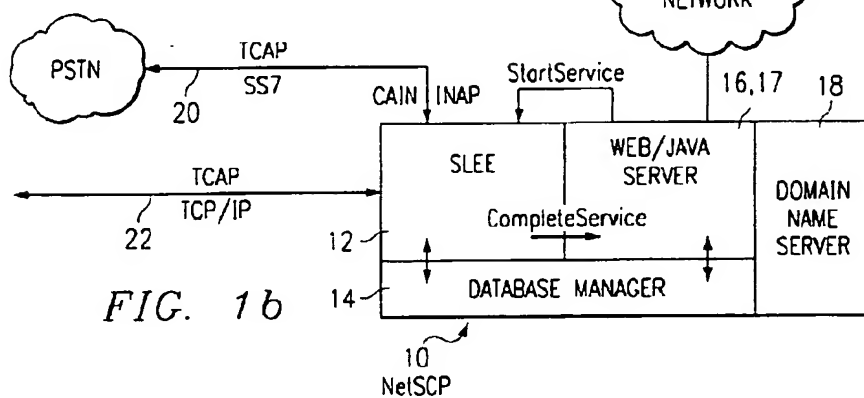 NETWORK
PSTN
TCAP
SS7
20
CAIN INAP
StartService
16,17
18
SLEE
WEB/JAVA
SERVER
DOMAIN
NAME
SERVER
TCAP
TCP/IP
22
12
CompleteService
14
DATABASE MANAGER
FIG. 1b
10
NetSCP